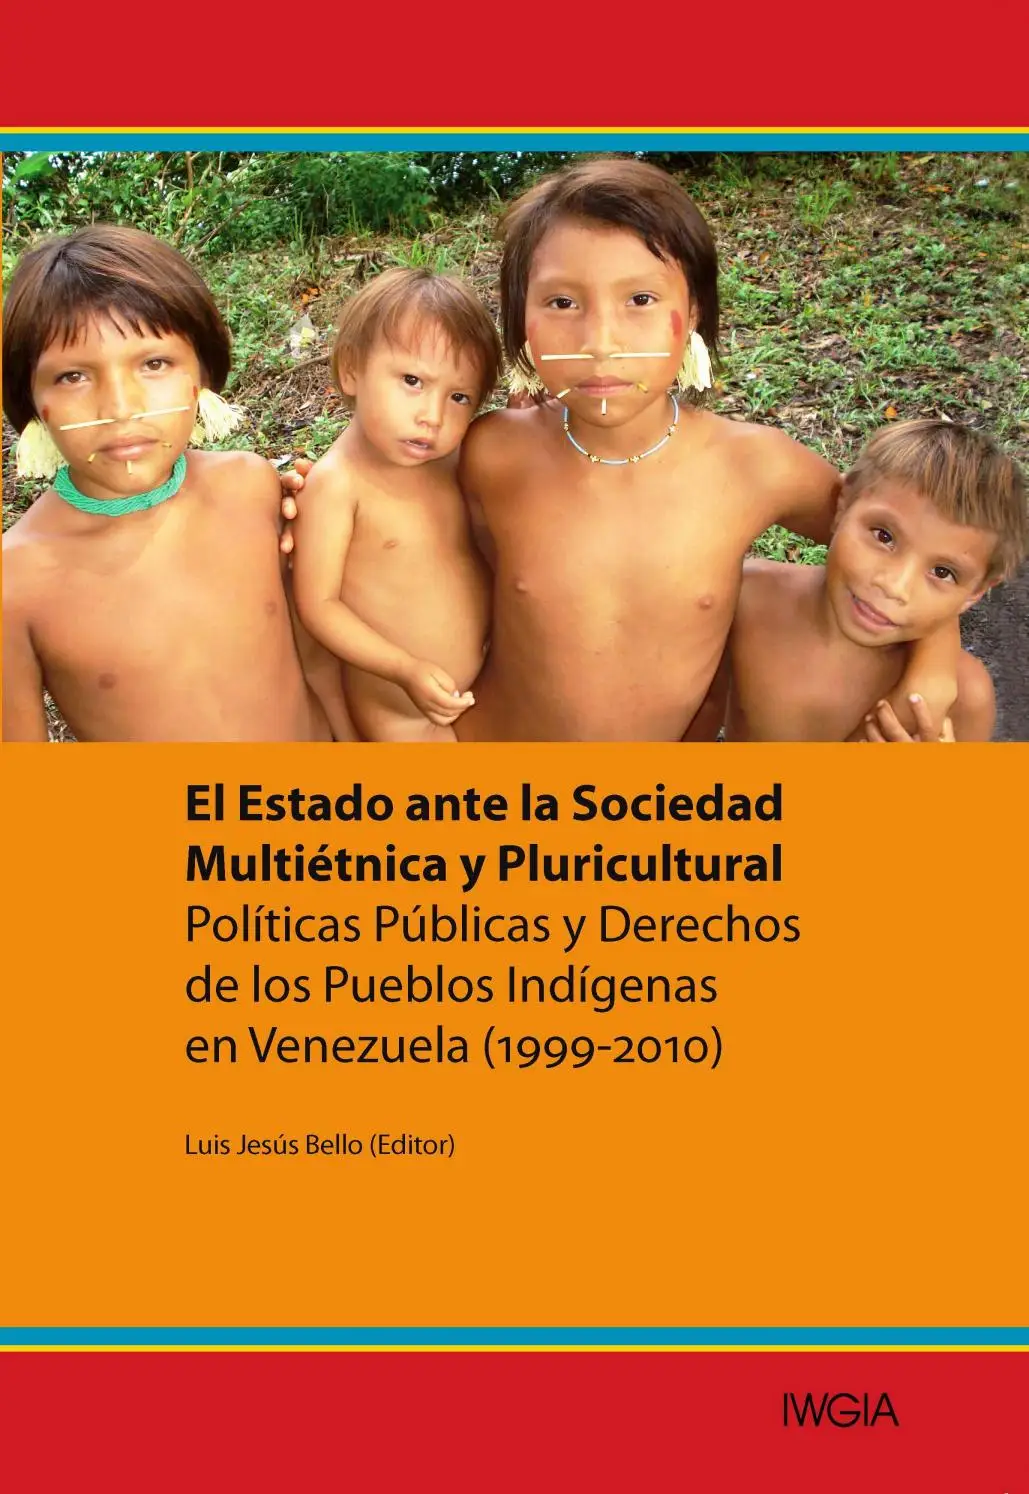 El Estado ante la Sociedad
Multiétnica y Pluricultural
Políticas Públicas y Derechos
de los Pueblos Indígenas
en Venezuela (1999-2010)
Luis Jesús Bello (Editor)
IWGIA